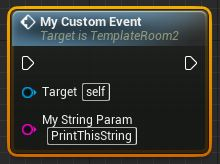 My Custom Event
Target is TemplateRoom2
Target self
My String Param
PrintThisString